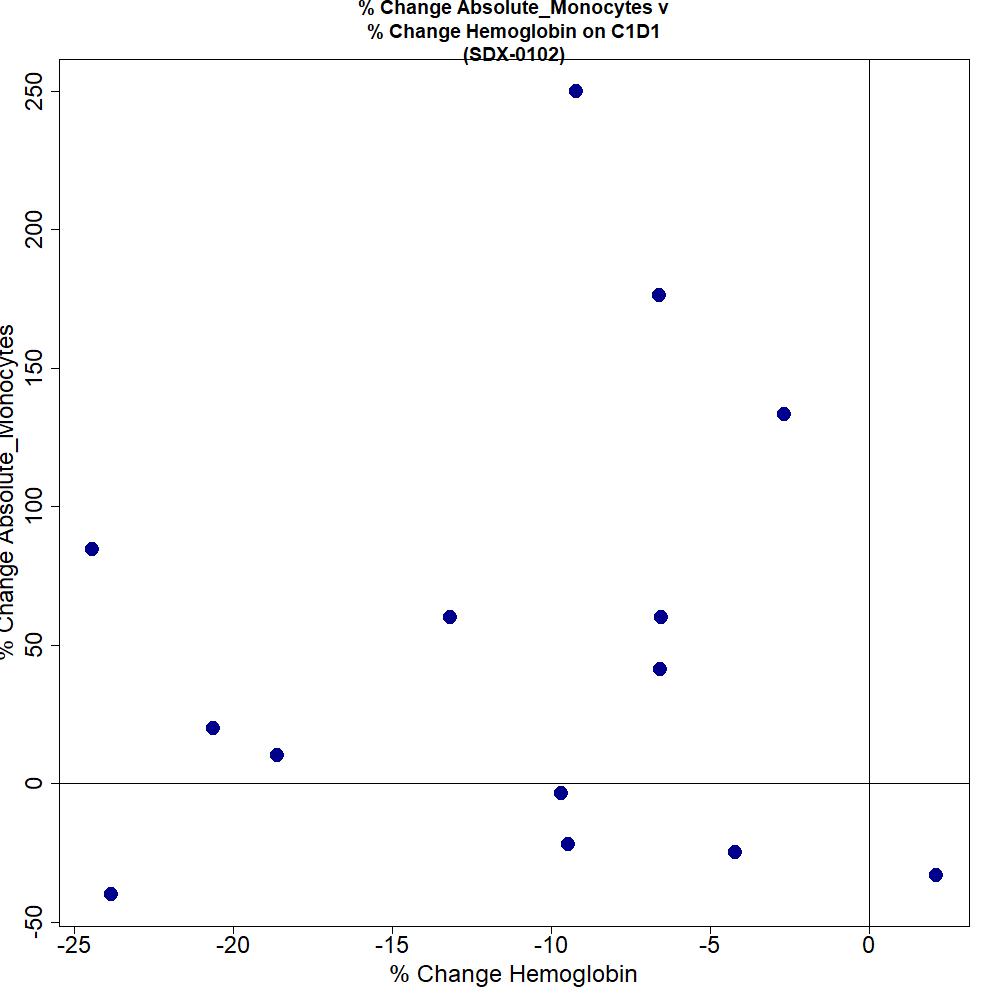 % Change Absolute_Monocytes v
% Change Hemoglobin on C1D1
(SDX-0102)
% Change Absolute_Monocytes
250
200
150
100
50
0
-50
-25
-20
-15
-10
-5
0
% Change Hemoglobin